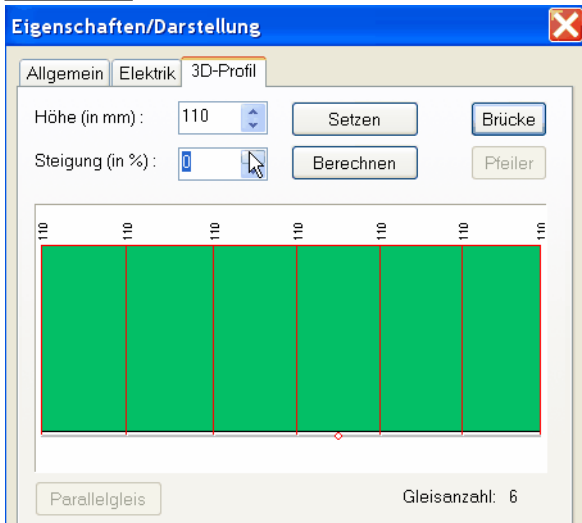 Eigenschaften/Darstellung
Allgemein Elektrik 3D-Profil
Höhe (in mm) : 110 Setzen Brücke
Steigung (in %) : 0 Berechnen Pfeiler
110 110 110 110 110 110 110
Parallelgleis Gleisanzahl: 6